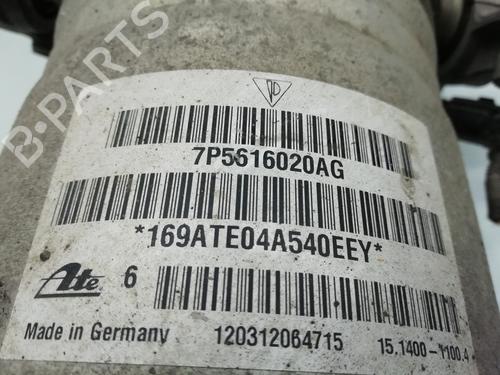 B-PARTS
7P5616020AG
*169ATE04A540EEY*
Ate 6
Made in Germany 120312064715 15.1400-1100.4